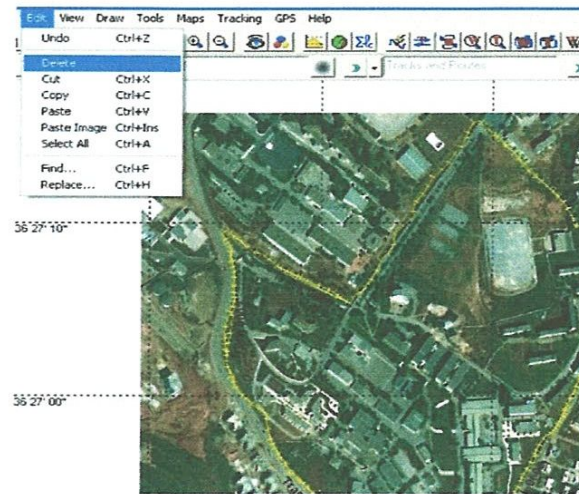 Edit View Draw Tools Maps Tracking GPS Help
Undo Ctrl+Z
Delete
Cut Ctrl+X
Copy Ctrl+C
Paste Ctrl+V
Paste Image Ctrl+Ins
Select All Ctrl+A
Find... Ctrl+F
Replace... Ctrl+H
Tracks and Routes
36 27' 10"
36 27' 00"